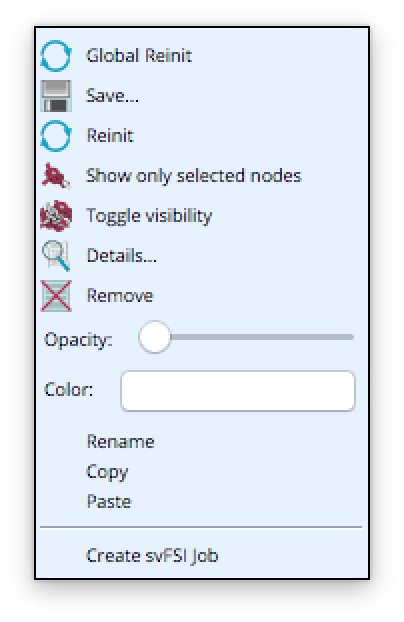 Global Reinit
Save...
Reinit
Show only selected nodes
Toggle visibility
Details...
Remove
Opacity:
Color:
Rename
Copy
Paste
Create svFSI Job